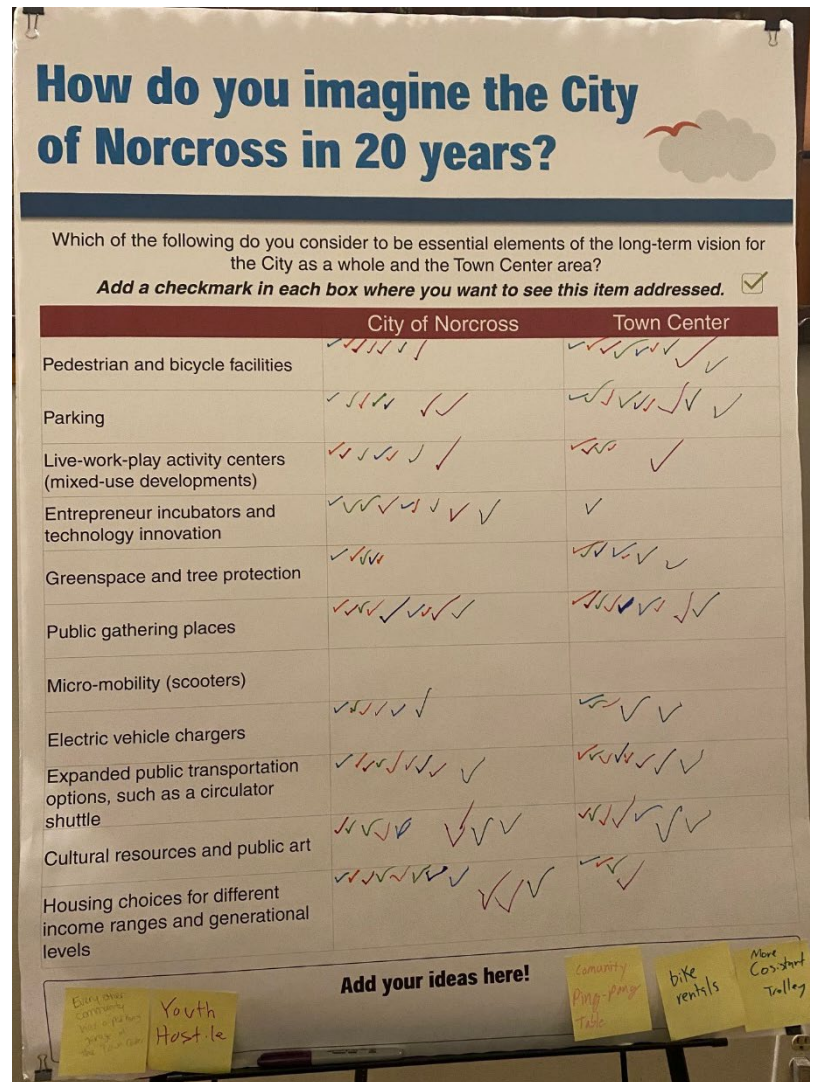 How do you imagine the City
of Norcross in 20 years?
Which of the following do you consider to be essential elements of the long-term vision for
the City as a whole and the Town Center area?
Add a checkmark in each box where you want to see this item addressed.
City of Norcross Town Center
Pedestrian and bicycle facilities
Parking
Live-work-play activity centers
(mixed-use developments)
Entrepreneur incubators and
technology innovation
Greenspace and tree protection
Public gathering places
Micro-mobility (scooters)
Electric vehicle chargers
Expanded public transportation
options, such as a circulator
shuttle
Cultural resources and public art
Housing choices for different
income ranges and generational
levels
Add your ideas here!
Youth
Hostile
Comunity
Ping-pong
Table
bike
rentals
More
Cosistant
Trolley